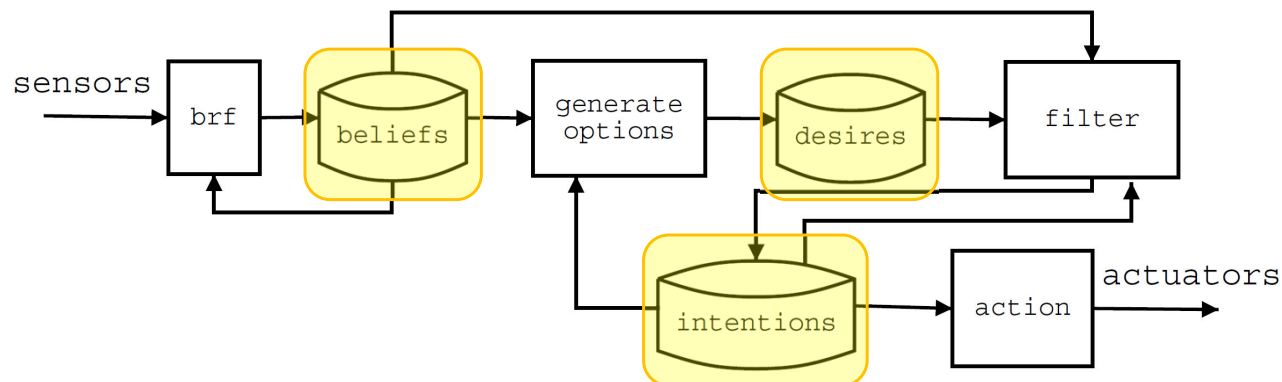 sensors
brf
beliefs
generate
options
desires
filter
intentions
action
actuators